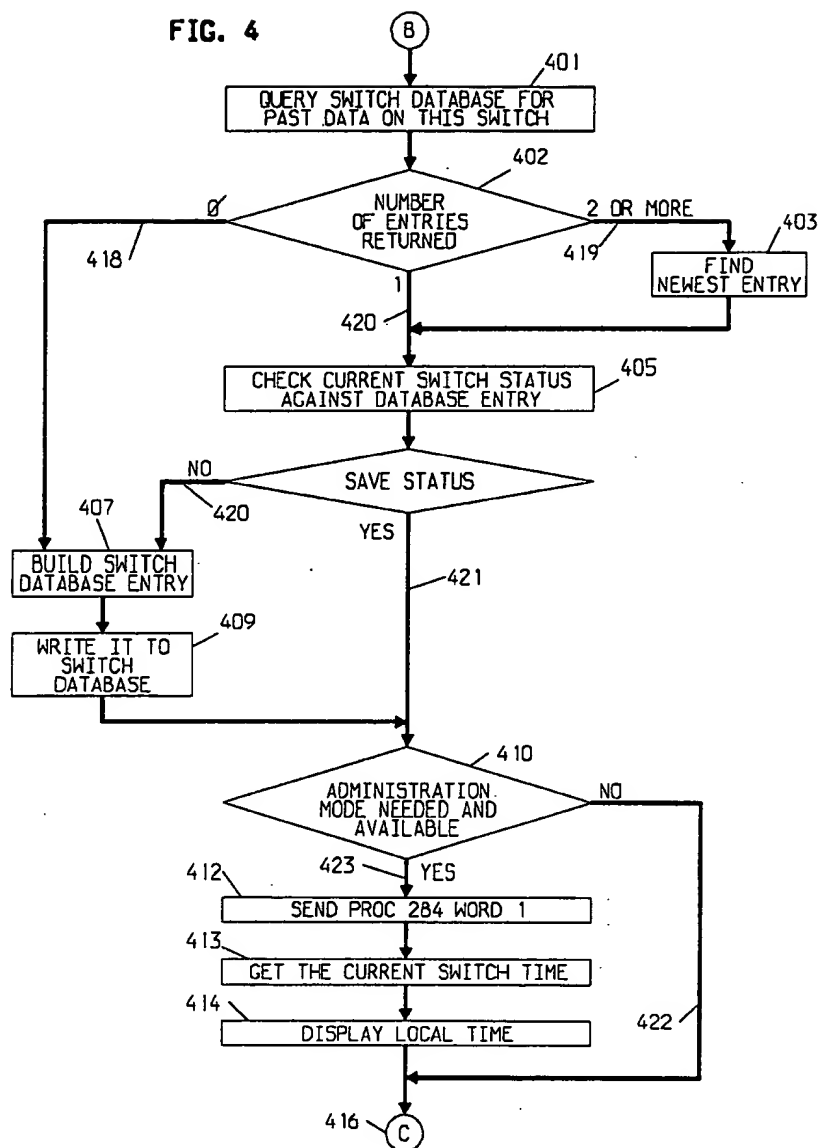 FIG. 4
B
401
QUERY SWITCH DATABASE FOR
PAST DATA ON THIS SWITCH
402
NUMBER
OF ENTRIES
RETURNED
0
418
2 OR MORE
419
403
FIND
NEWEST ENTRY
1
420
CHECK CURRENT SWITCH STATUS
AGAINST DATABASE ENTRY
405
SAVE STATUS
NO
420
YES
421
407
BUILD SWITCH
DATABASE ENTRY
409
WRITE IT TO
SWITCH
DATABASE
410
ADMINISTRATION
MODE NEEDED AND
AVAILABLE
NO
423
YES
412
SEND PROC 284 WORD 1
413
GET THE CURRENT SWITCH TIME
414
DISPLAY LOCAL TIME
422
416
C